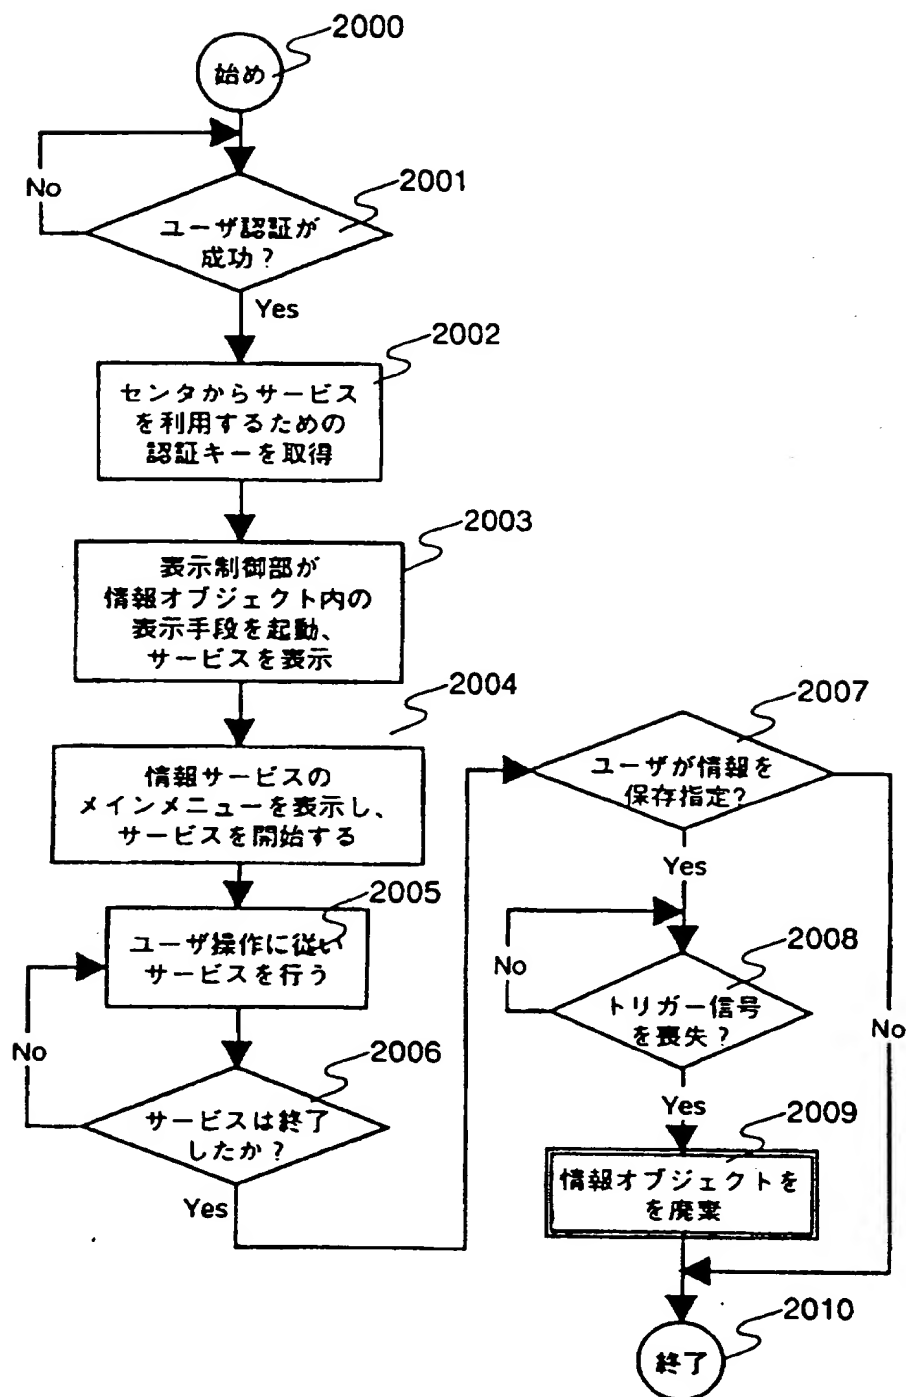 2000
始め
No
2001
ユーザ認証が
成功？
Yes
2002
センタからサービス
を利用するための
認証キーを取得
2003
表示制御部が
情報オブジェクト内の
表示手段を起動、
サービスを表示
2004
情報サービスの
メインメニューを表示し、
サービスを開始する
2005
ユーザ操作に従い
サービスを行う
No
2006
サービスは終了
したか？
Yes
2007
ユーザが情報を
保存指定？
Yes
No
2008
トリガー信号
を喪失？
No
Yes
2009
情報オブジェクトを
を廃棄
2010
終了